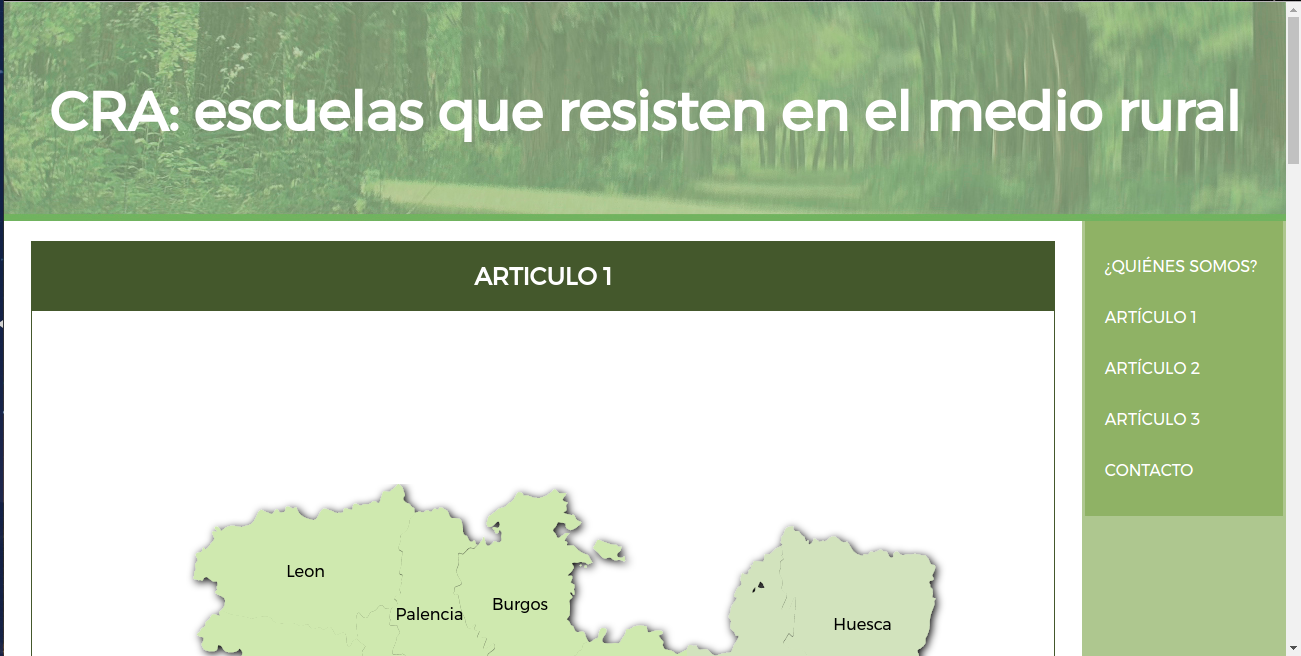 CRA: escuelas que resisten en el medio rural
ARTICULO 1
¿QUIÉNES SOMOS?
ARTÍCULO 1
ARTÍCULO 2
ARTÍCULO 3
CONTACTO
Leon
Palencia
Burgos
Huesca